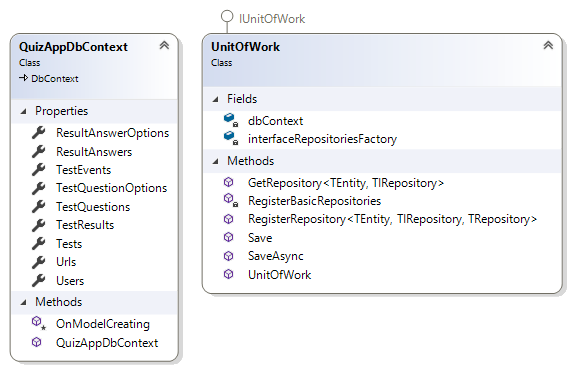 QuizAppDbContext
Class
DbContext
Properties
ResultAnswerOptions
ResultAnswers
TestEvents
TestQuestionOptions
TestQuestions
TestResults
Tests
Urls
Users
Methods
OnModelCreating
QuizAppDbContext
IUnitOfWork
UnitOfWork
Class
Fields
dbContext
interfaceRepositoriesFactory
Methods
GetRepository<TEntity, TIRepository>
RegisterBasicRepositories
RegisterRepository<TEntity, TIRepository, TRepository>
Save
SaveAsync
UnitOfWork